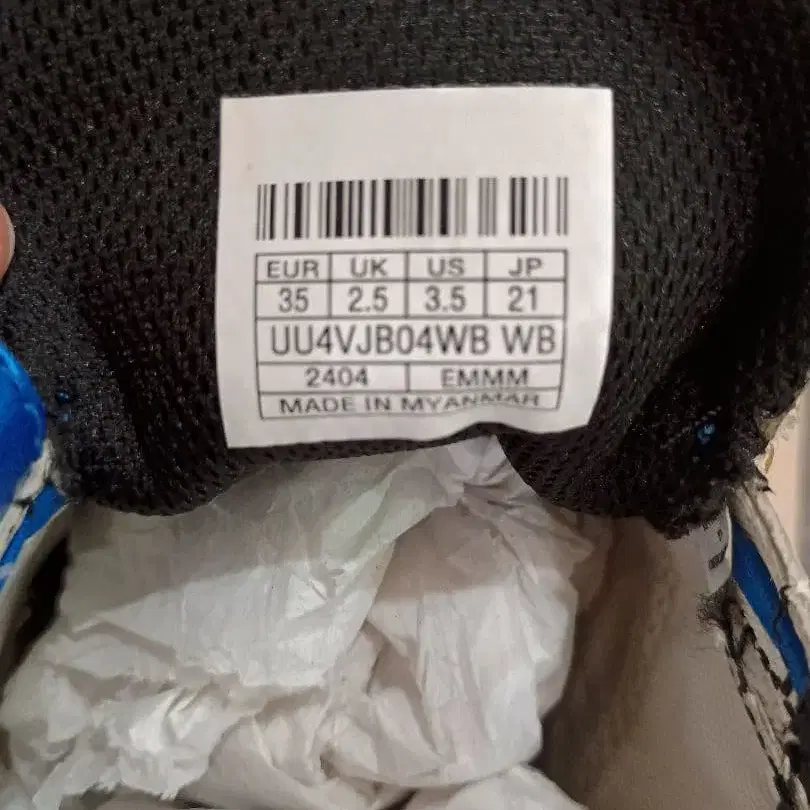 EUR UK US JP
35 2.5 3.5 21
UU4VJB04WB WB
2404 EMMM
MADE IN MYANMAR